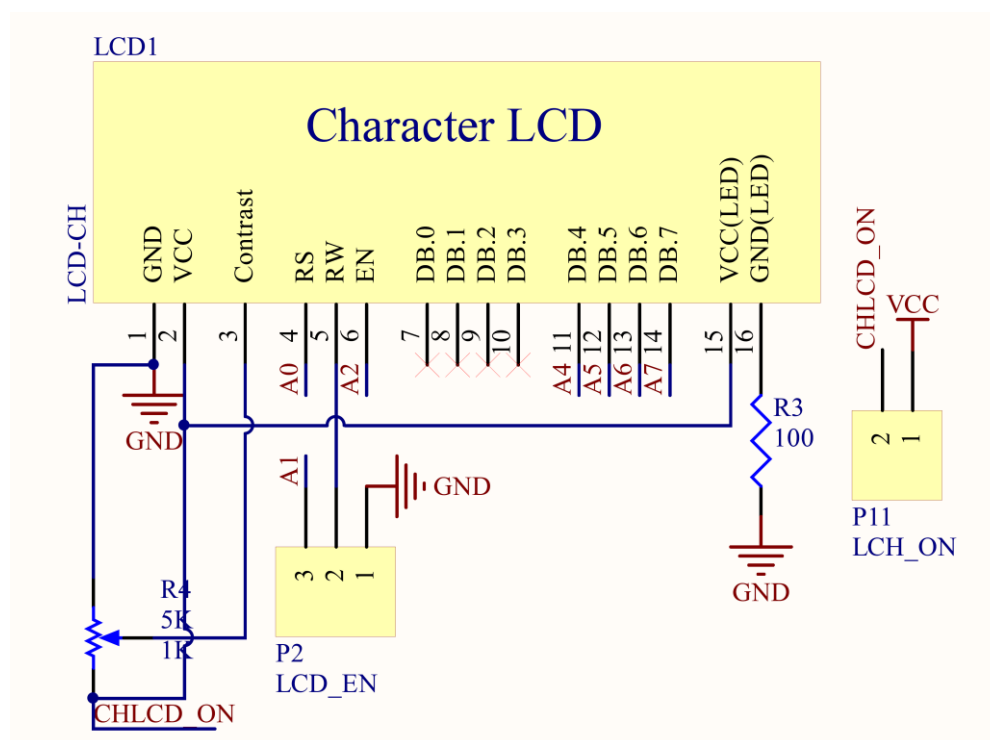 LCD1
Character LCD
LCD-CH
GND
VCC
Contrast
RS
RW
EN
DB.0
DB.1
DB.2
DB.3
DB.4
DB.5
DB.6
DB.7
VCC(LED)
GND(LED)
1
2
3
4
5
6
7
8
9
10
11
12
13
14
15
16
A0
A2
A4
A5
A6
A7
GND
CHLCD_ON
VCC
2
1
P11
LCH_ON
R3
100
GND
A1
GND
3
2
1
P2
LCD_EN
R4
5K
1K
CHLCD_ON